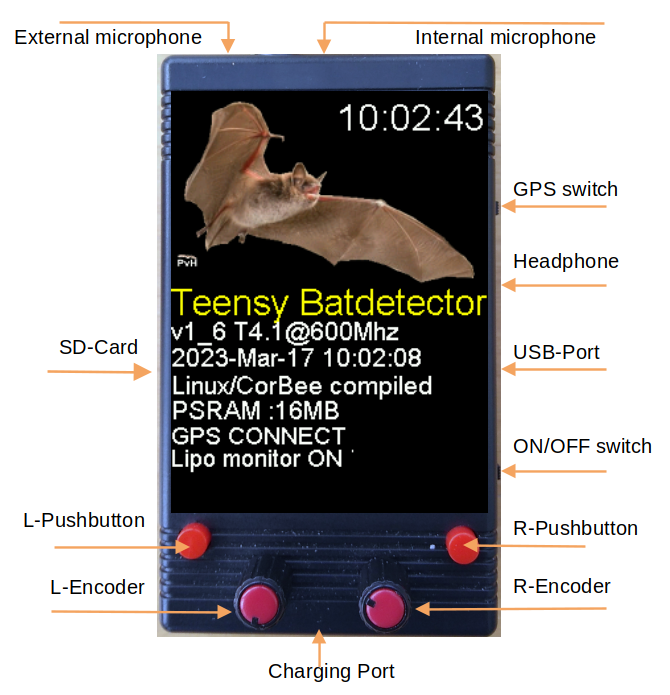 External microphone
Internal microphone
10:02:43
GPS switch
PvH
Headphone
Teensy Batdetector
v1_6 T4.1@600Mhz
SD-Card
2023-Mar-17 10:02:08
USB-Port
Linux/CorBee compiled
PSRAM :16MB
GPS CONNECT
ON/OFF switch
Lipo monitor ON
L-Pushbutton
R-Pushbutton
L-Encoder
R-Encoder
Charging Port